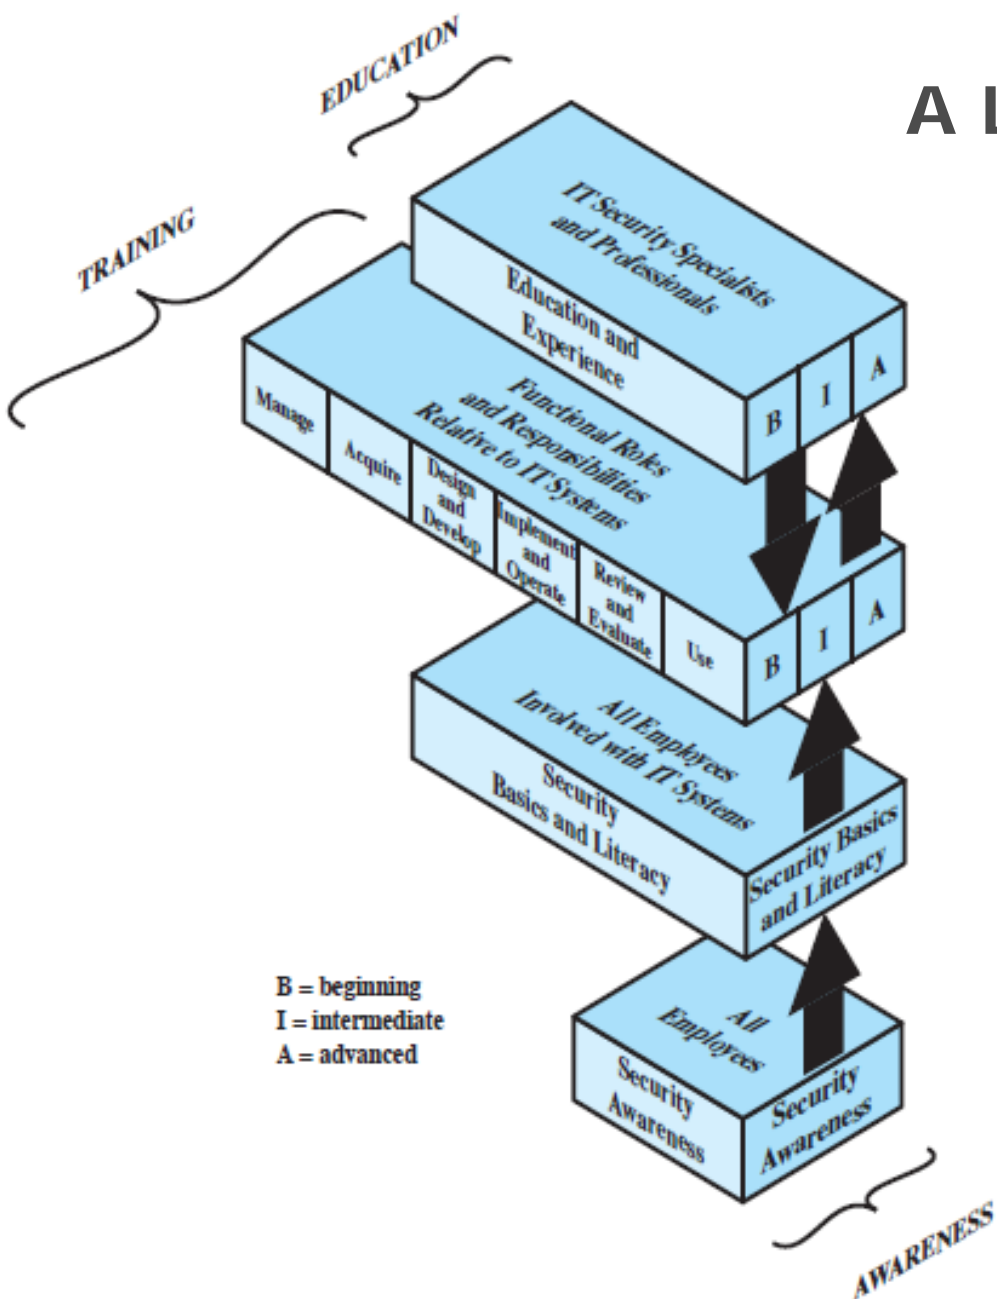 EDUCATION
A L
TRAINING
IT Security Specialists
and Professionals
Education and
Experience
B
I
A
Functional Roles
and Responsibilities
Relative to IT Systems
Manage
Acquire
Design
and
Develop
Implement
and
Operate
Review
and
Evaluate
Use
B
I
A
All Employees
Involved with IT Systems
Security
Basics and Literacy
Security Basics
and Literacy
B = beginning
I = intermediate
A = advanced
All
Employees
Security
Awareness
Security
Awareness
AWARENESS